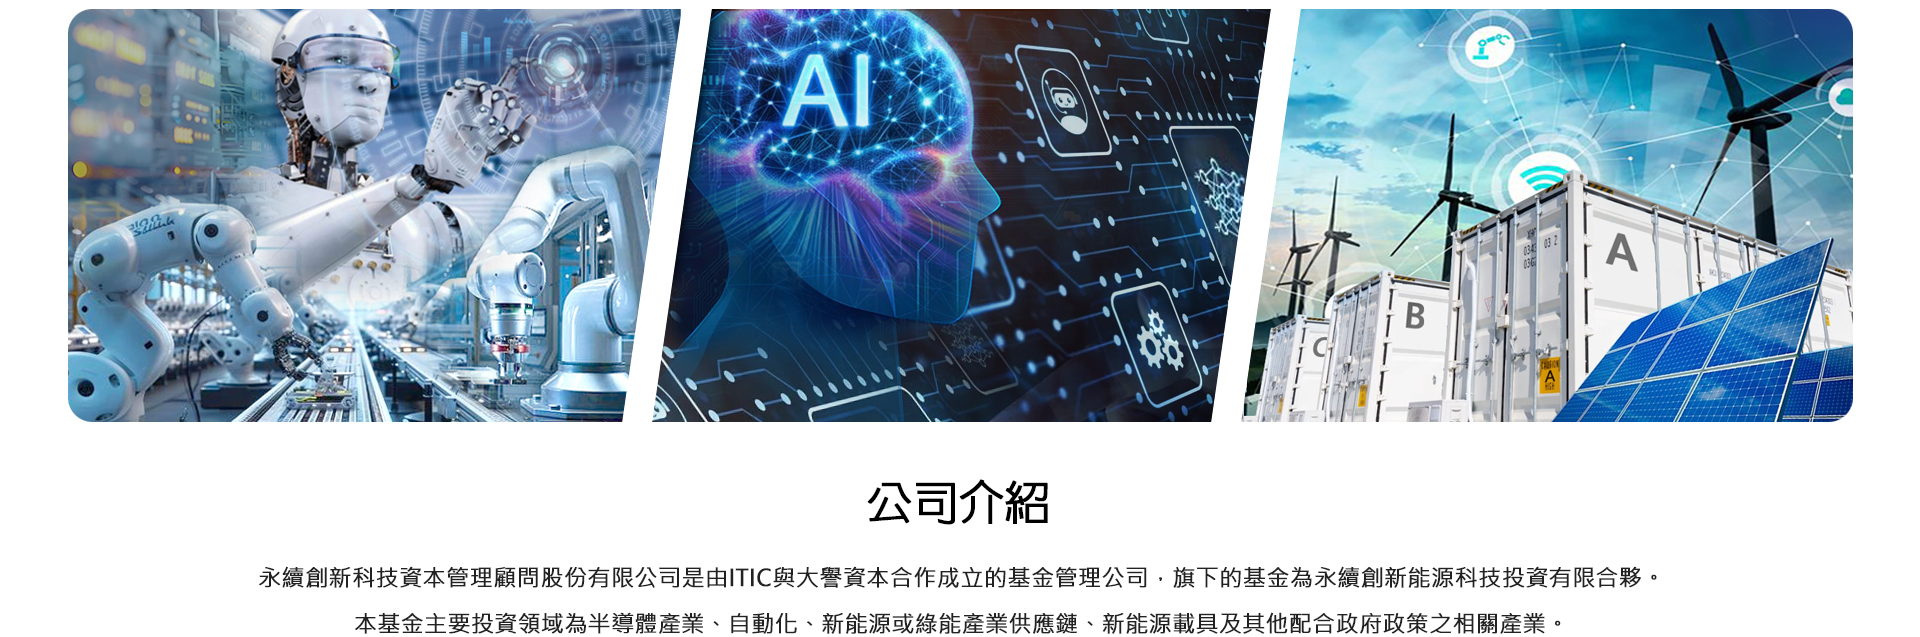 AI
A
B
C
公司介紹
永續創新科技資本管理顧問股份有限公司是由ITIC與大譽資本合作成立的基金管理公司，旗下的基金為永續創新能源科技投資有限合夥。
本基金主要投資領域為半導體產業、自動化、新能源或綠能產業供應鏈、新能源載具及其他配合政府政策之相關產業。